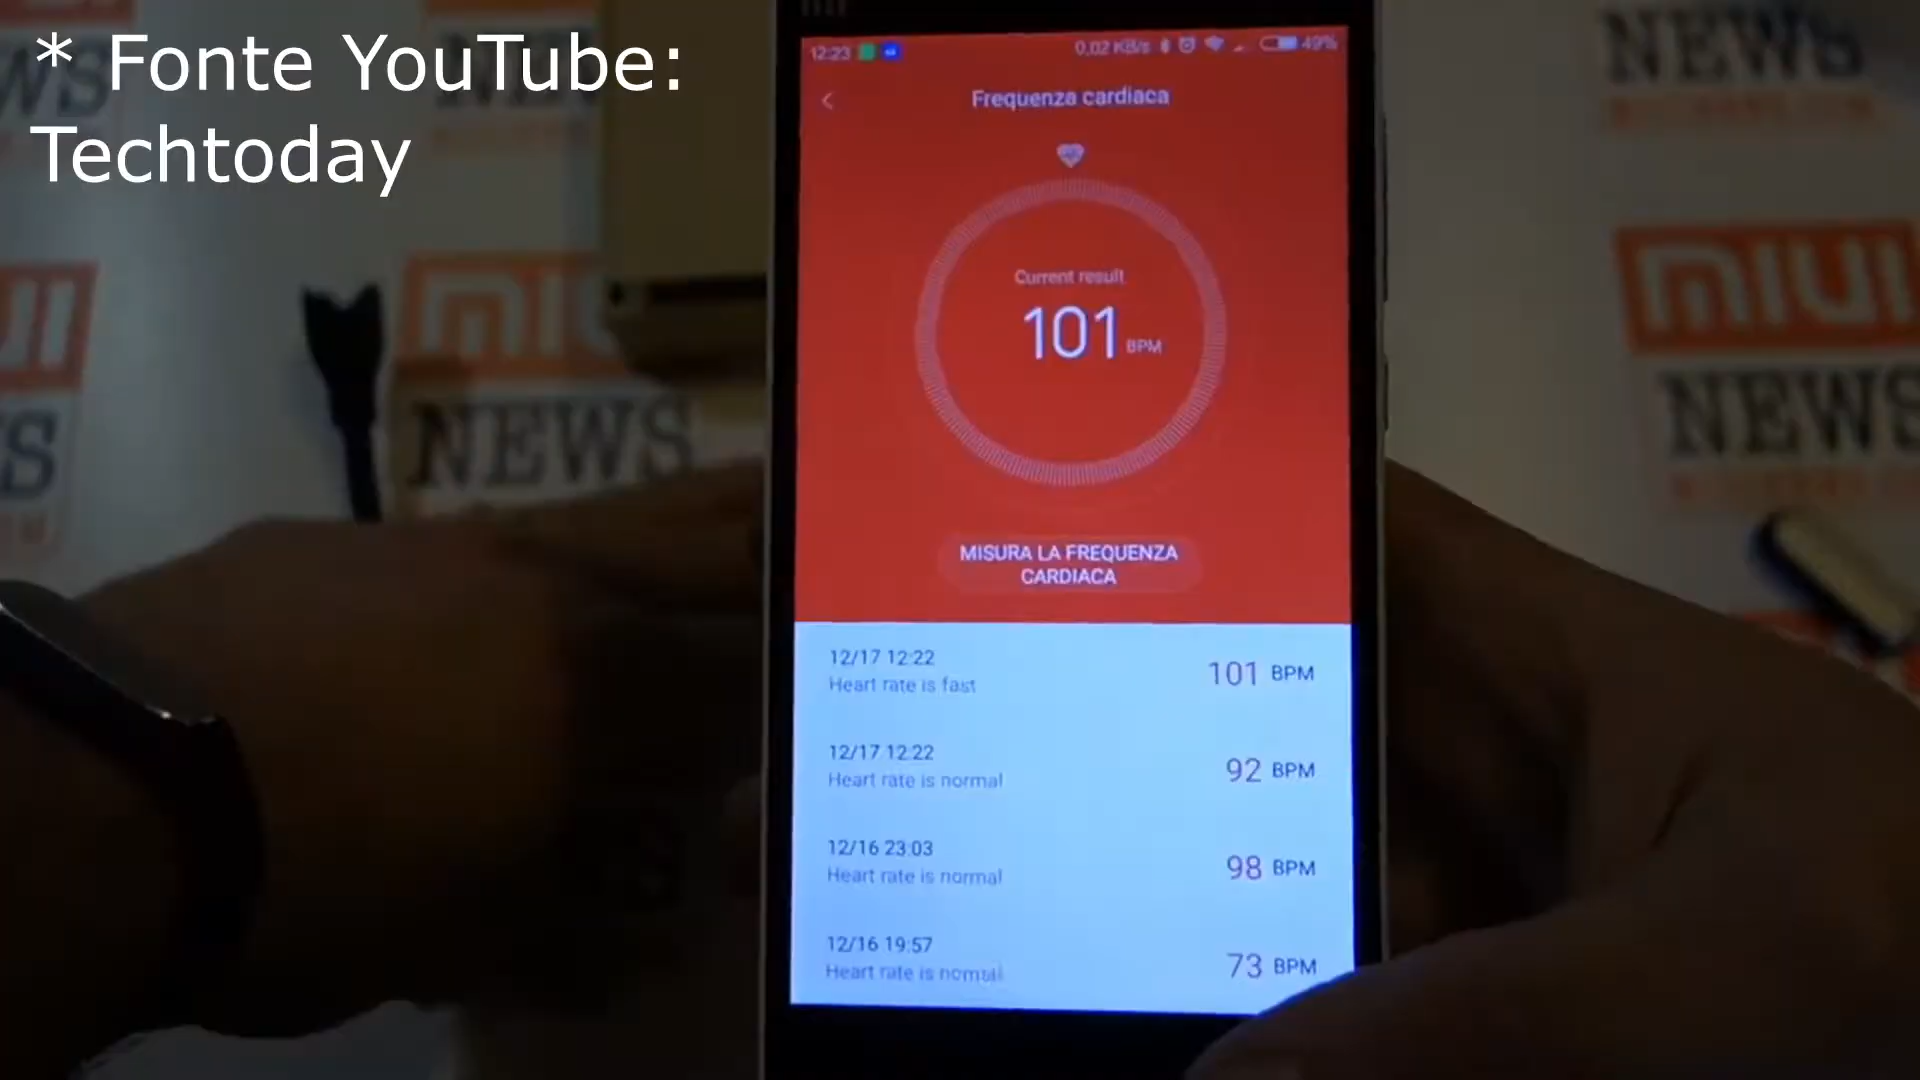 * Fonte YouTube:
Techtoday
12:23
0,02 KB/s
49%
Frequenza cardiaca
Current result
101 BPM
MISURA LA FREQUENZA
CARDIACA
12/17 12:22
Heart rate is fast
101 BPM
12/17 12:22
Heart rate is normal
92 BPM
12/16 23:03
Heart rate is normal
98 BPM
12/16 19:57
Heart rate is normal
73 BPM
NEWS
MIUI
NEWS
NEWS